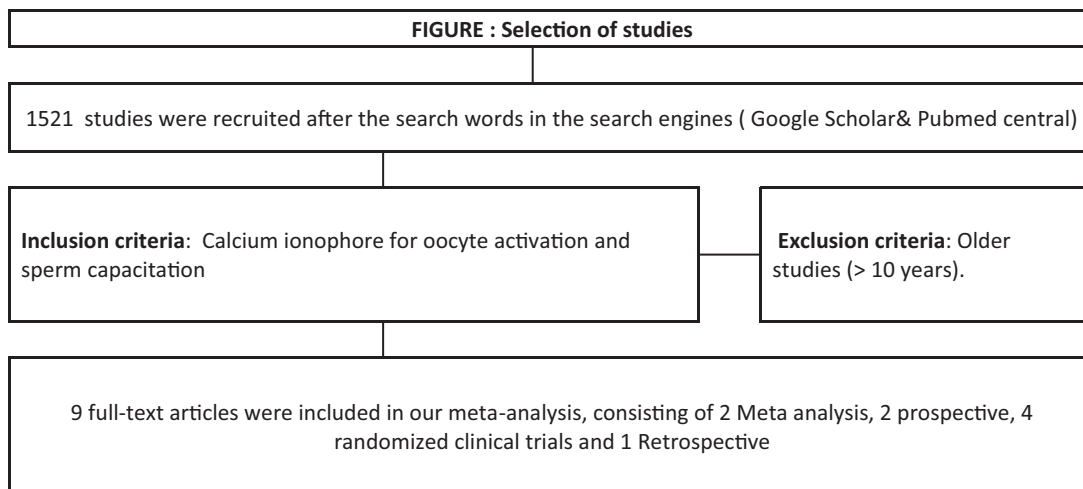 FIGURE : Selection of studies
1521 studies were recruited after the search words in the search engines ( Google Scholar& Pubmed central)
Inclusion criteria: Calcium ionophore for oocyte activation and
sperm capacitation
Exclusion criteria: Older
studies (> 10 years).
9 full-text articles were included in our meta-analysis, consisting of 2 Meta analysis, 2 prospective, 4
randomized clinical trials and 1 Retrospective